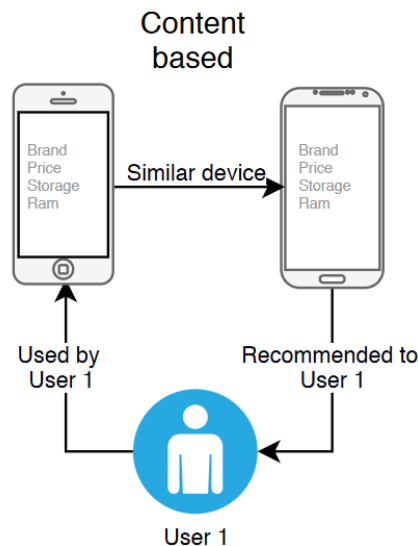 Content
based
Brand
Price
Storage
Ram
Similar device
Brand
Price
Storage
Ram
Used by
User 1
Recommended to
User 1
User 1